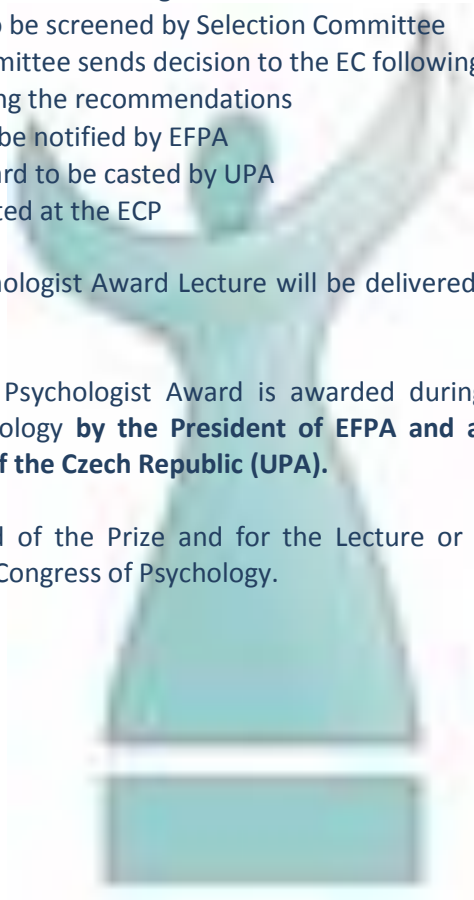 be screened by Selection Committee
mittee sends decision to the EC following
ng the recommendations
be notified by EFPA
rd to be casted by UPA
ted at the ECP
hologist Award Lecture will be delivered
Psychologist Award is awarded during
ology by the President of EFPA and a
f the Czech Republic (UPA).
d of the Prize and for the Lecture or
Congress of Psychology.